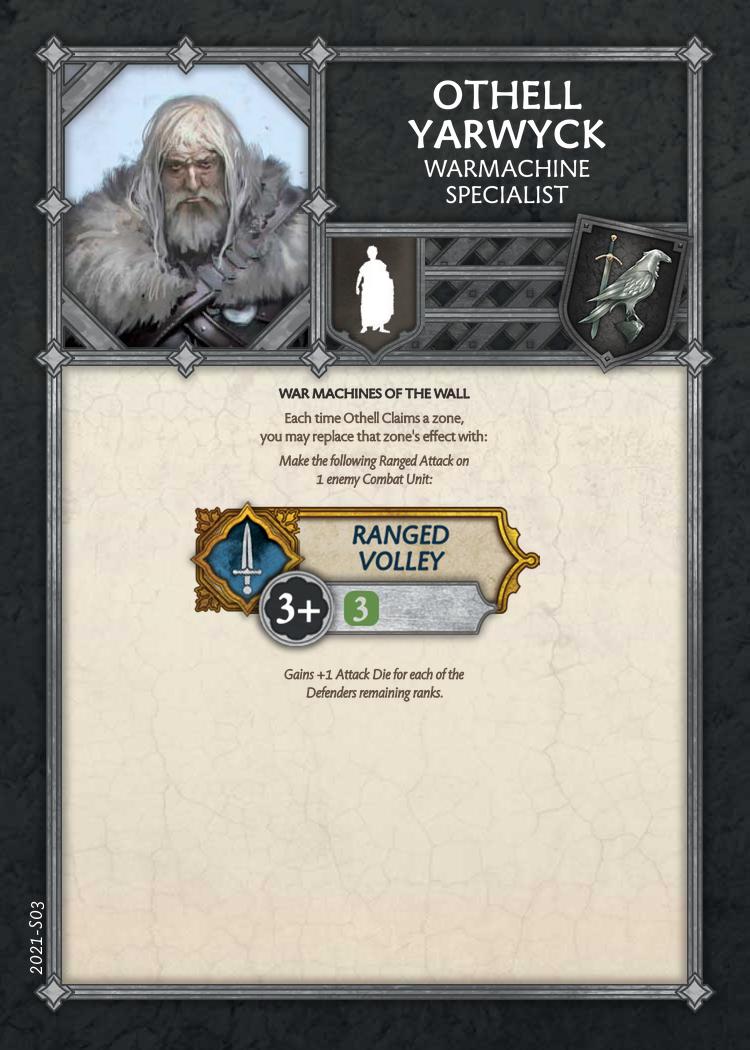 OTHELL
YARWYCK
WARMACHINE
SPECIALIST
WAR MACHINES OF THE WALL
Each time Othell Claims a zone,
you may replace that zone's effect with:
Make the following Ranged Attack on
1 enemy Combat Unit:
RANGED
VOLLEY
3+ 3
Gains +1 Attack Die for each of the
Defenders remaining ranks.
2021-S03